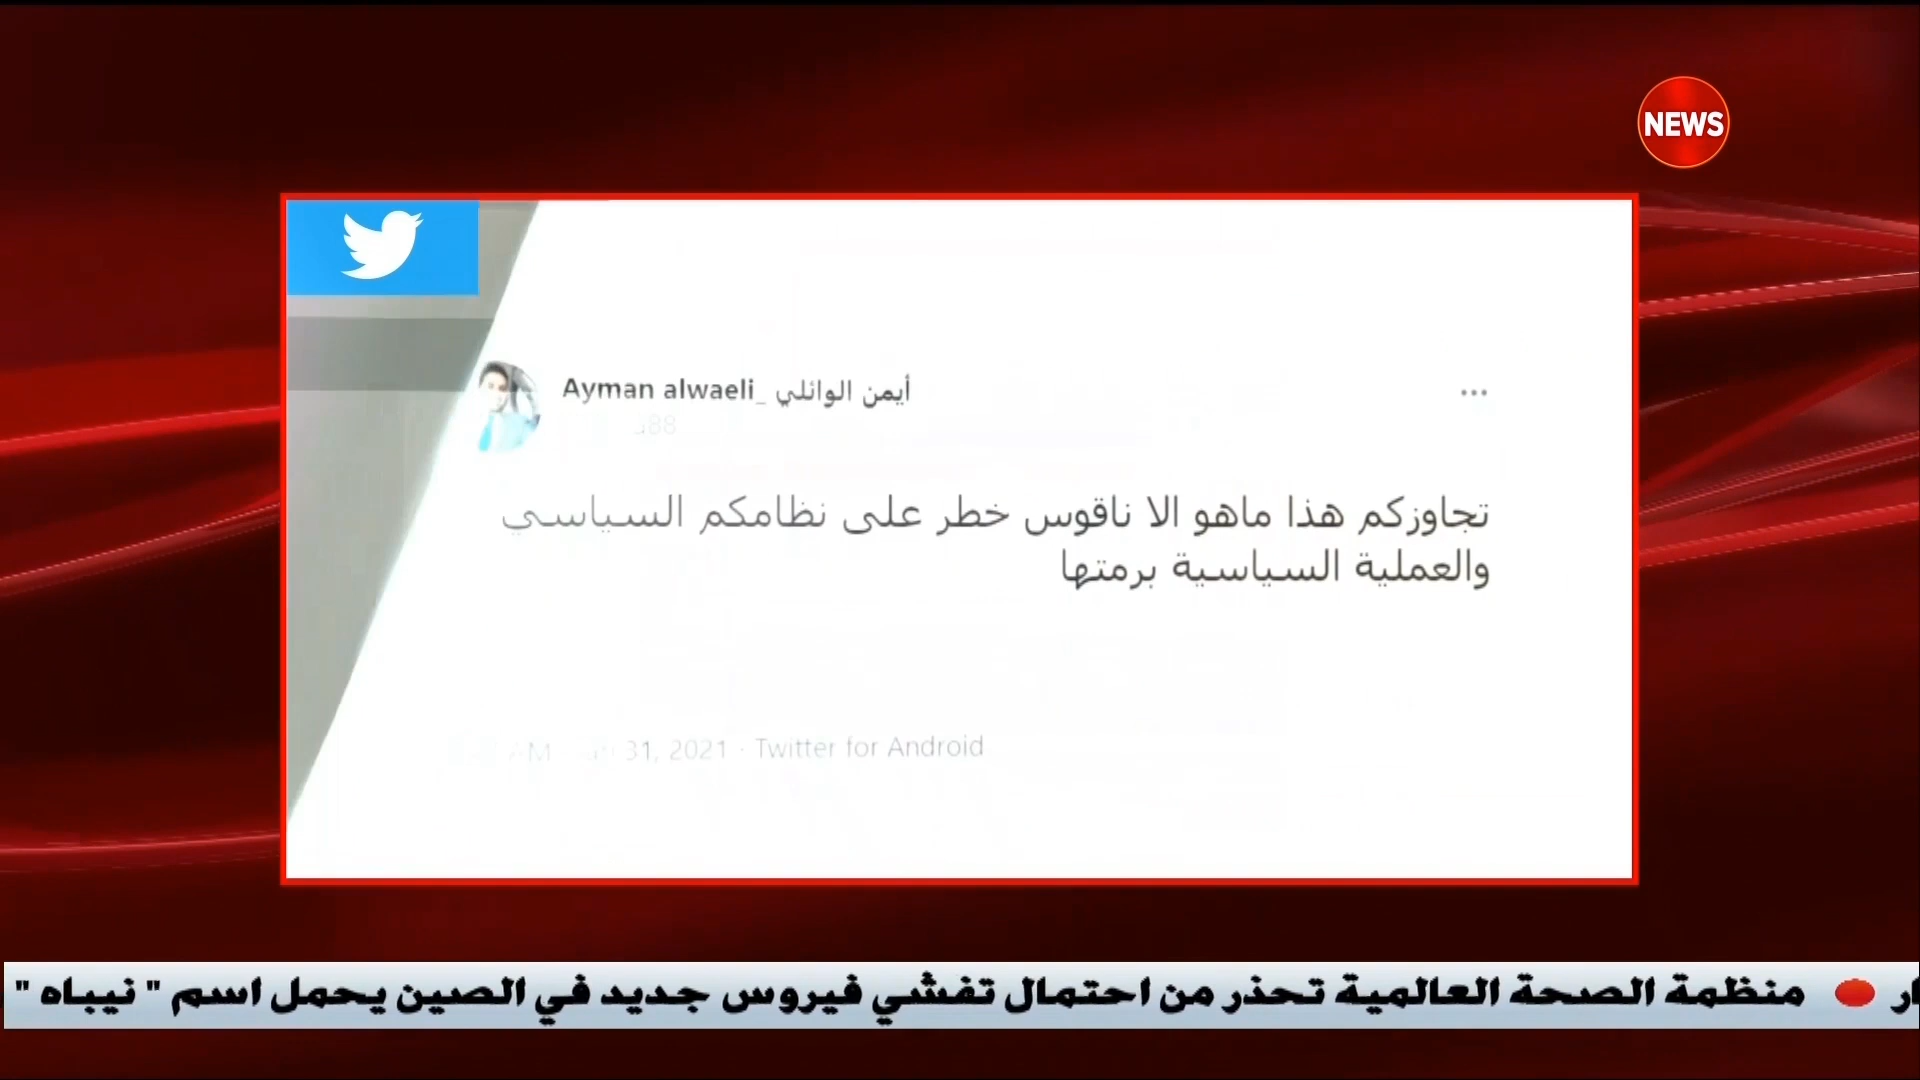 NEWS
Ayman alwaeli_ أيمن الوائلي
تجاوزكم هذا ماهو الا ناقوس خطر على نظامكم السياسي
والعملية السياسية برمتها
AM 31, 2021 · Twitter for Android
منظمة الصحة العالمية تحذر من احتمال تفشي فيروس جديد في الصين يحمل اسم " نيباه "